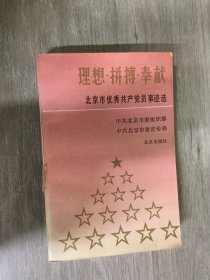 理想·拼搏·奉献
北京市优秀共产党员事迹选
中共北京市委组织部
中共北京市委宣传部
北京出版社